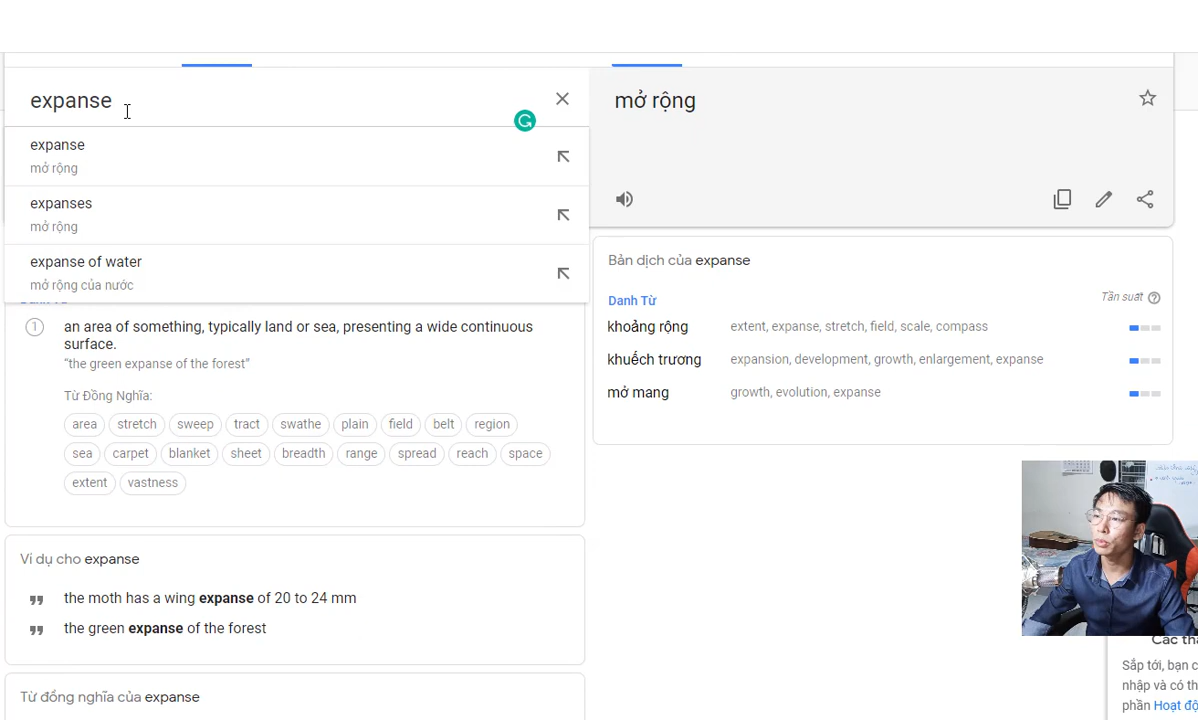 expanse
expanse
mở rộng
expanses
mở rộng
expanse of water
mở rộng của nước
1
an area of something, typically land or sea, presenting a wide continuous
surface.
“the green expanse of the forest”
Từ Đồng Nghĩa:
area stretch sweep tract swathe plain field belt region
sea carpet blanket sheet breadth range spread reach space
extent vastness
Ví dụ cho expanse
the moth has a wing expanse of 20 to 24 mm
the green expanse of the forest
Từ đồng nghĩa của expanse
mở rộng
Bản dịch của expanse
Danh Từ
Tần suất
khoảng rộng extent, expanse, stretch, field, scale, compass
khuếch trương expansion, development, growth, enlargement, expanse
mở mang growth, evolution, expanse
Sắp tới, bạn c
nhập và có th
phần Hoạt độ